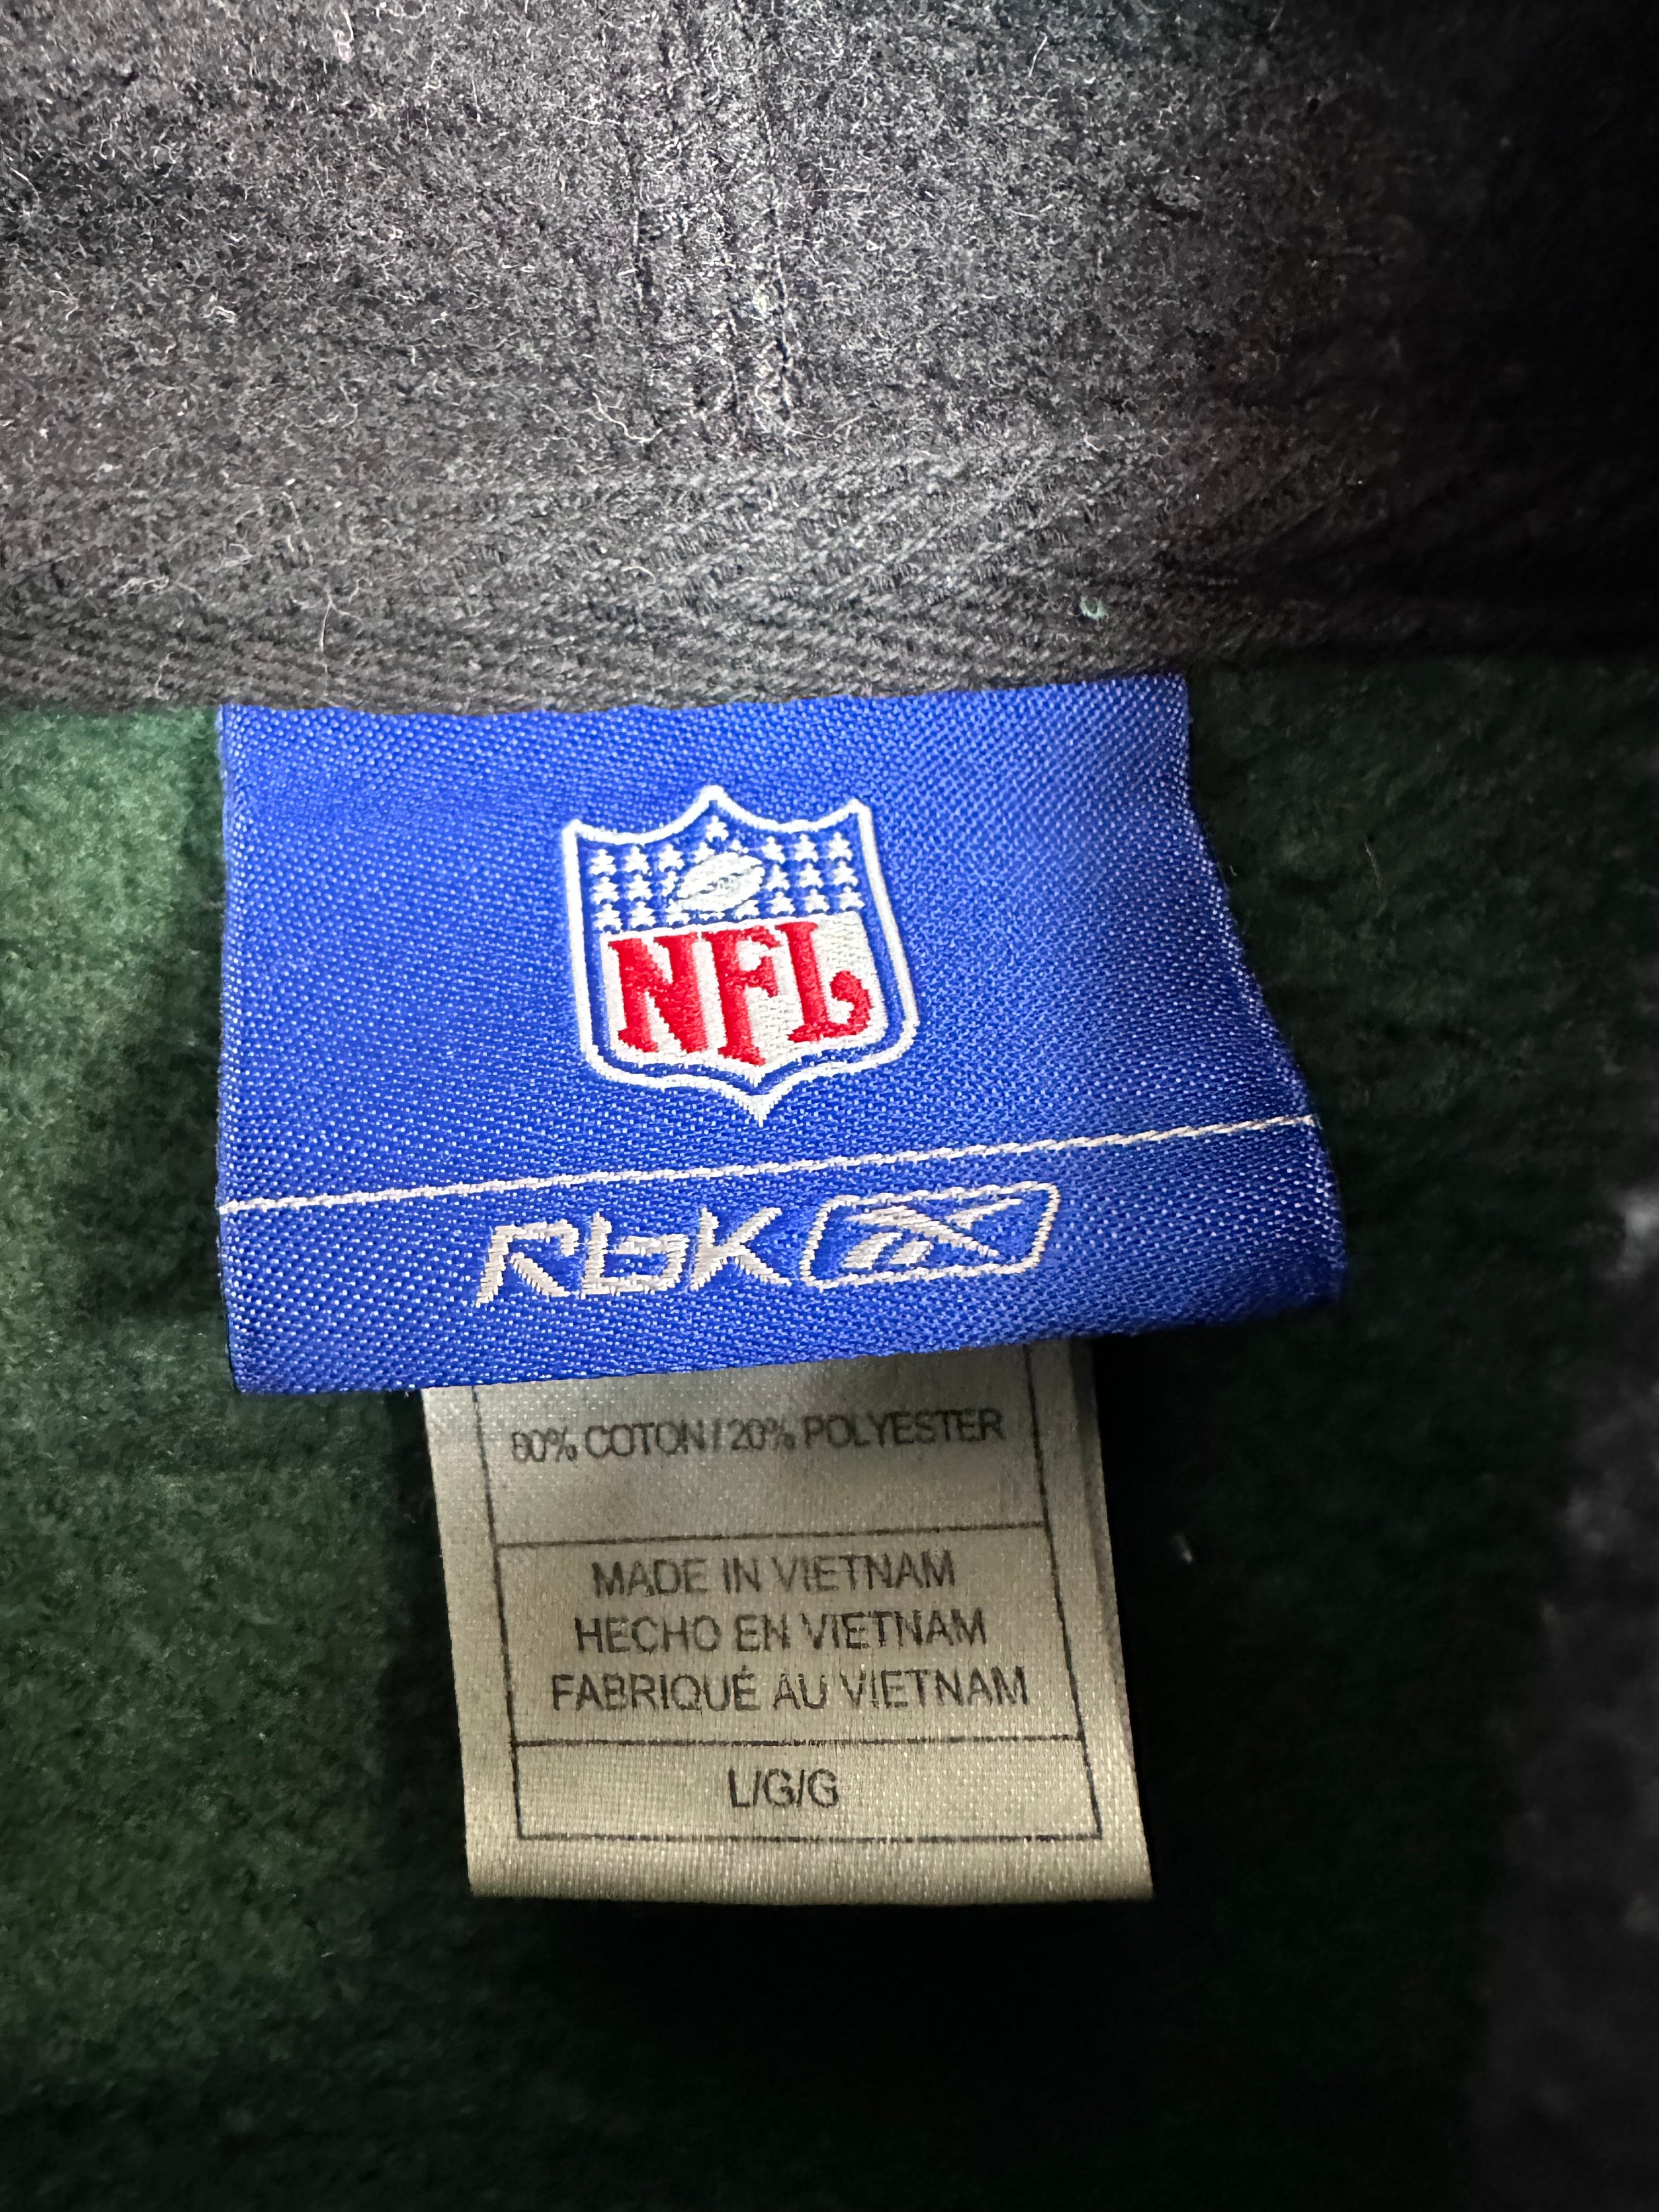 NFL
RbK
80% COTON / 20% POLYESTER
MADE IN VIETNAM
HECHO EN VIETNAM
FABRIQUÉ AU VIETNAM
L/G/G